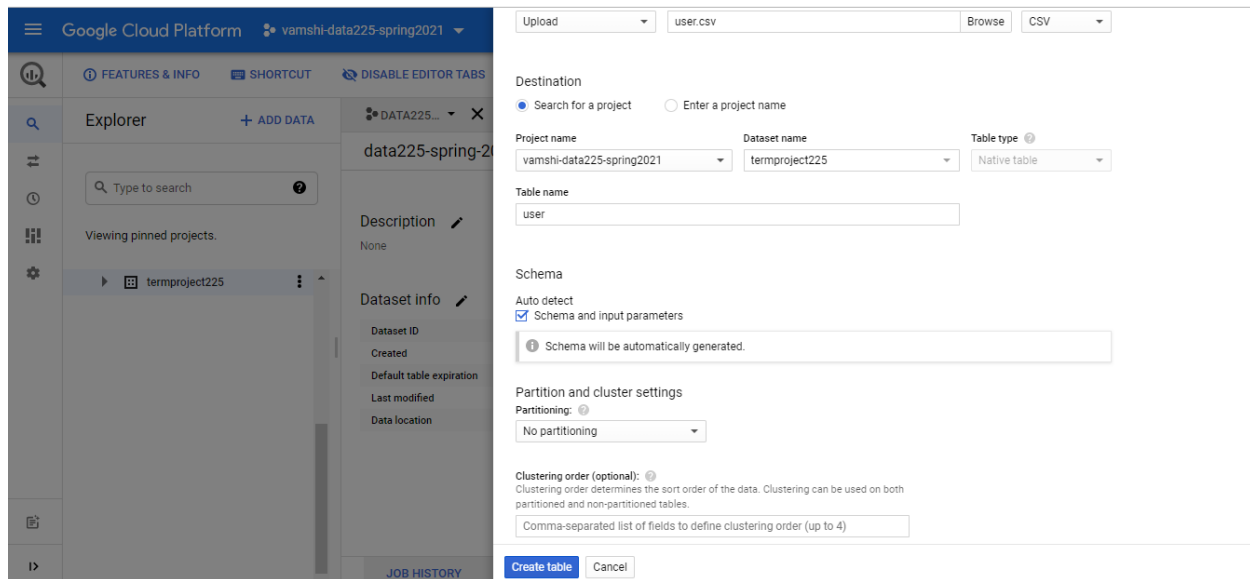 Google Cloud Platform vamshi-data225-spring2021
FEATURES & INFO SHORTCUT DISABLE EDITOR TABS
Explorer + ADD DATA
Type to search
Viewing pinned projects.
termproject225
DATA225...
data225-spring-20
Description
None
Dataset info
Dataset ID
Created
Default table expiration
Last modified
Data location
JOB HISTORY
Upload user.csv Browse CSV
Destination
Search for a project Enter a project name
Project name Dataset name Table type
vamshi-data225-spring2021 termproject225 Native table
Table name
user
Schema
Auto detect
Schema and input parameters
Schema will be automatically generated.
Partition and cluster settings
Partitioning:
No partitioning
Clustering order (optional):
Clustering order determines the sort order of the data. Clustering can be used on both
partitioned and non-partitioned tables.
Comma-separated list of fields to define clustering order (up to 4)
Create table Cancel